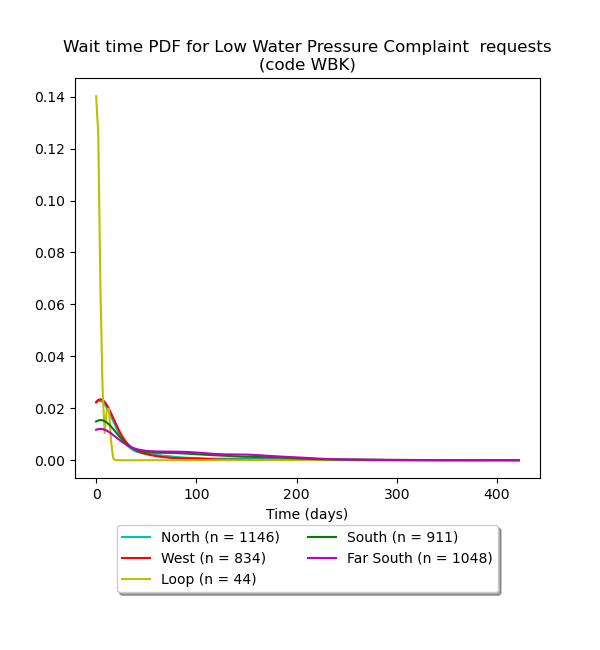 Wait time PDF for Low Water Pressure Complaint  requests
(code WBK)
0.14
0.12
0.10
0.08
0.06
0.04
0.02
0.00
0 100 200 300 400
Time (days)
North (n = 1146) South (n = 911)
West (n = 834) Far South (n = 1048)
Loop (n = 44)